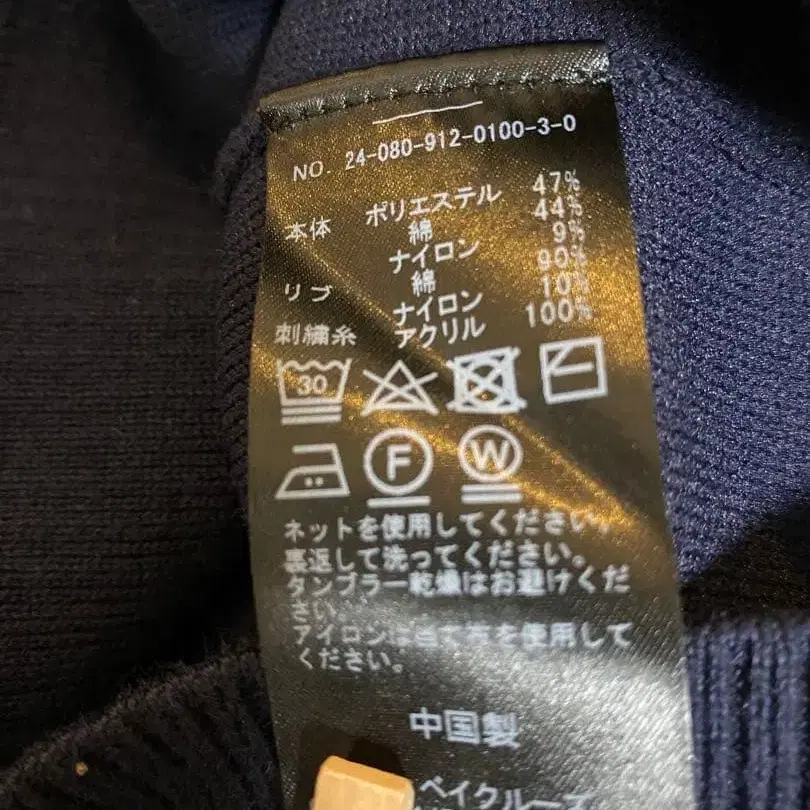 NO. 24-080-912-0100-3-0
本体 ポリエステル 47%
綿 44%
ナイロン 9%
リブ 綿 90%
ナイロン 10%
刺繍糸 アクリル 100%
30
F W
ネットを使用してください。
裏返して洗ってください。
タンブラー乾燥はお避けくだ
さい。
アイロンは当て布を使用して
ください。
中国製
ベイクルーズ